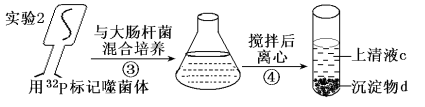 实验2
用³²P标记噬菌体
与大肠杆菌
混合培养
③
搅拌后
离心
④
上清液c
沉淀物d